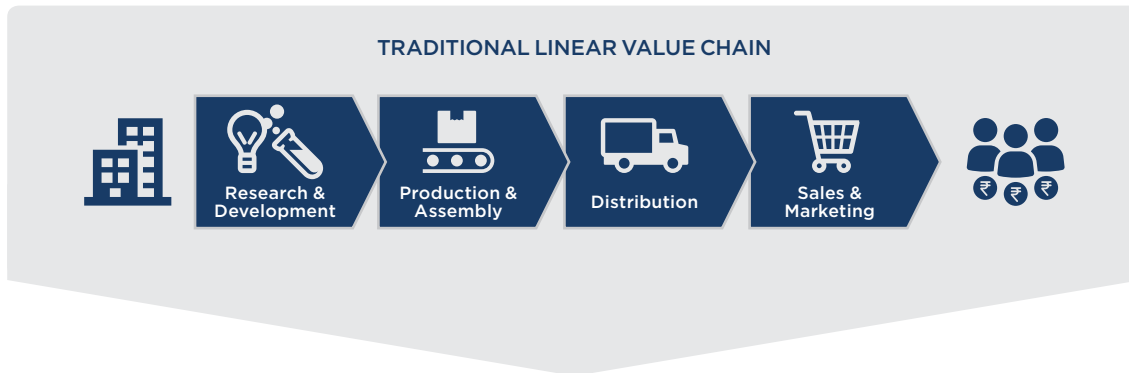 TRADITIONAL LINEAR VALUE CHAIN
Research &
Development
Production &
Assembly
Distribution
Sales &
Marketing
₹ ₹ ₹